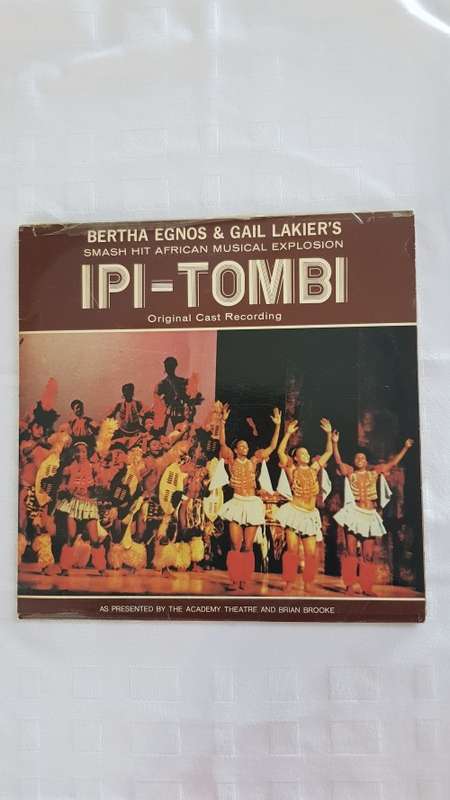 BERTHA EGNOS & GAIL LAKIER'S
SMASH HIT AFRICAN MUSICAL EXPLOSION
IPI-TOMBI
Original Cast Recording
AS PRESENTED BY THE ACADEMY THEATRE AND BRIAN BROOKE